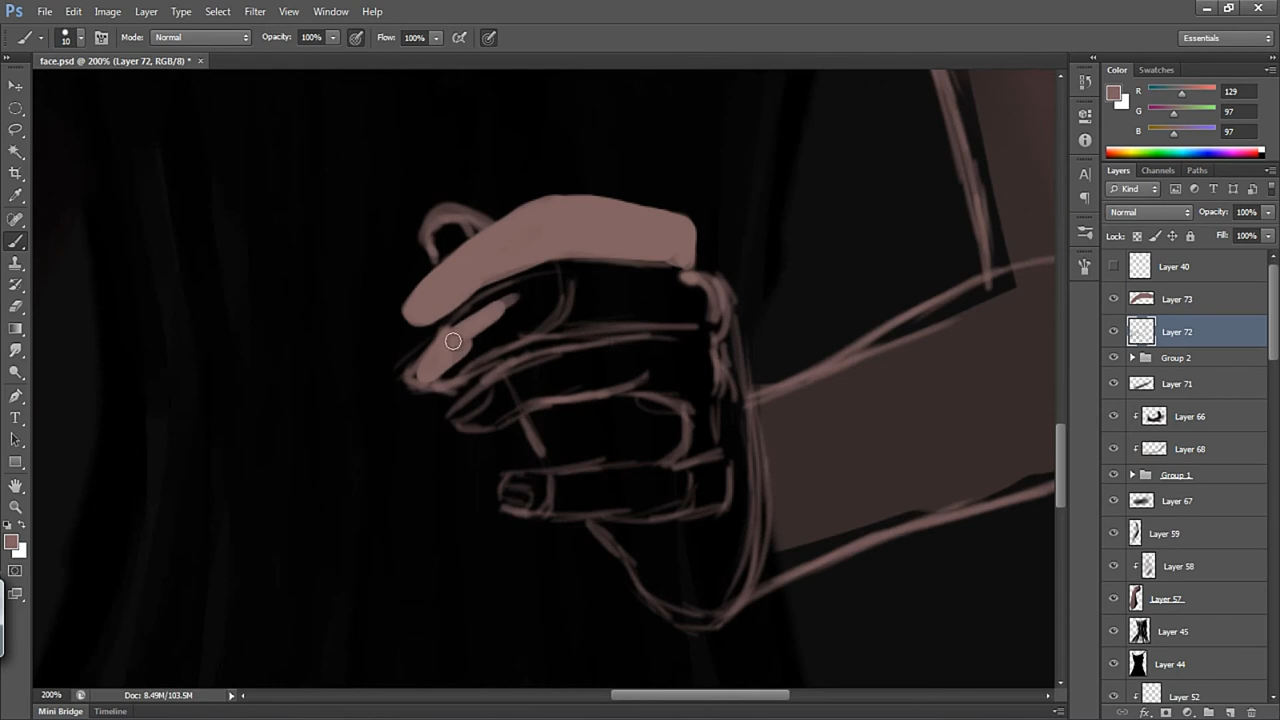 Ps File Edit Image Layer Type Select Filter View Window Help
10 Mode: Normal Opacity: 100% Flow: 100% Essentials
face.psd @ 200% (Layer 72, RGB/8) * ×
Color Swatches
R 129
G 97
B 97
Layers Channels Paths
Kind
Normal Opacity: 100%
Lock: Fill: 100%
Layer 40
Layer 73
Layer 72
Group 2
Layer 71
Layer 66
Layer 68
Group 1
Layer 67
Layer 59
Layer 58
Layer 57
Layer 45
Layer 44
Layer 52
200% Doc: 8.49M/103.5M
Mini Bridge Timeline